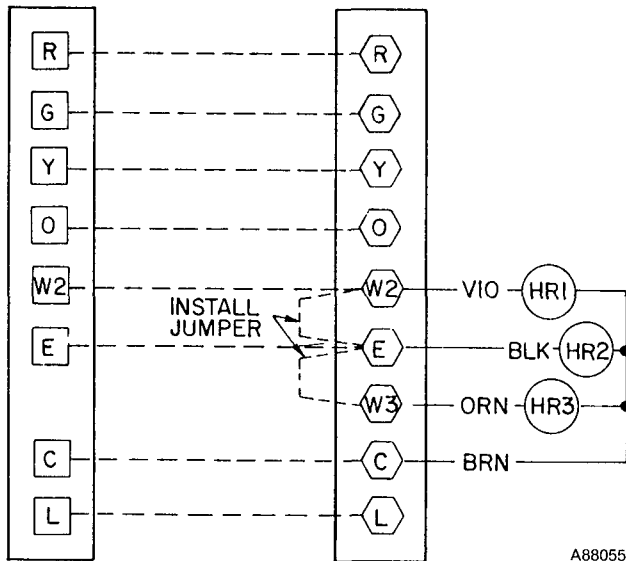 R R
G G
Y Y
O O
W2 W2 VIO HR1
INSTALL
JUMPER
E E BLK HR2
W3 ORN HR3
C C BRN
L L
A88055